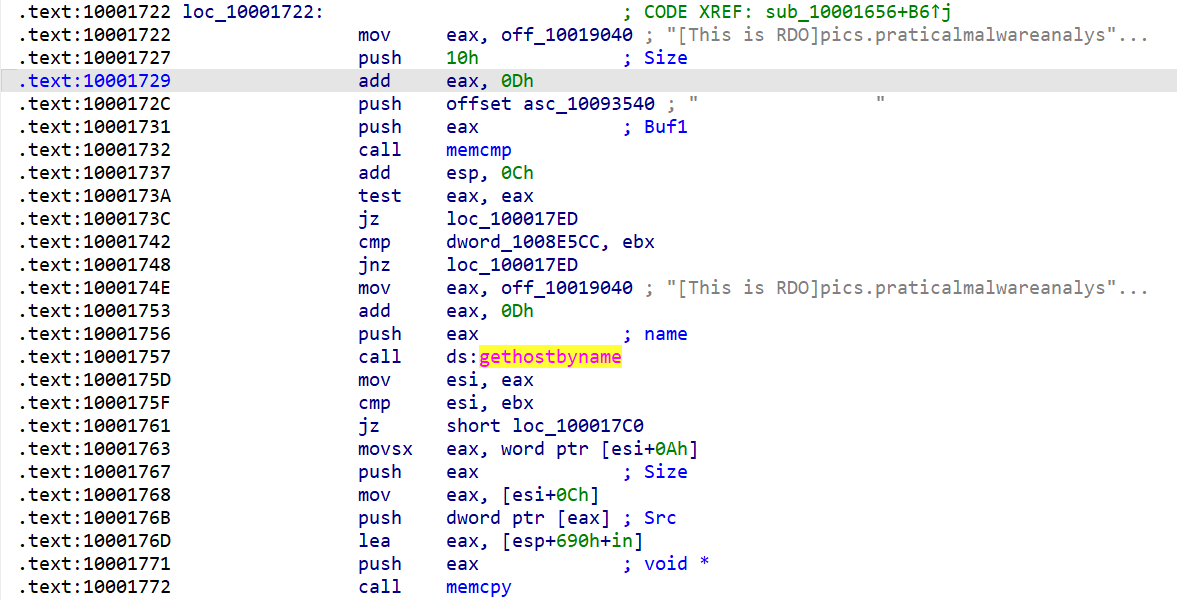 .text:10001722 loc_10001722: ; CODE XREF: sub_10001656+B6↑j
.text:10001722 mov eax, off_10019040 ; "[This is RDO]pics.praticalmalwareanalys"...
.text:10001727 push 10h ; Size
.text:10001729 add eax, 0Dh
.text:1000172C push offset asc_10093540 ; " "
.text:10001731 push eax ; Buf1
.text:10001732 call memcmp
.text:10001737 add esp, 0Ch
.text:1000173A test eax, eax
.text:1000173C jz loc_100017ED
.text:10001742 cmp dword_1008E5CC, ebx
.text:10001748 jnz loc_100017ED
.text:1000174E mov eax, off_10019040 ; "[This is RDO]pics.praticalmalwareanalys"...
.text:10001753 add eax, 0Dh
.text:10001756 push eax ; name
.text:10001757 call ds:gethostbyname
.text:1000175D mov esi, eax
.text:1000175F cmp esi, ebx
.text:10001761 jz short loc_100017C0
.text:10001763 movsx eax, word ptr [esi+0Ah]
.text:10001767 push eax ; Size
.text:10001768 mov eax, [esi+0Ch]
.text:1000176B push dword ptr [eax] ; Src
.text:1000176D lea eax, [esp+690h+in]
.text:10001771 push eax ; void *
.text:10001772 call memcpy